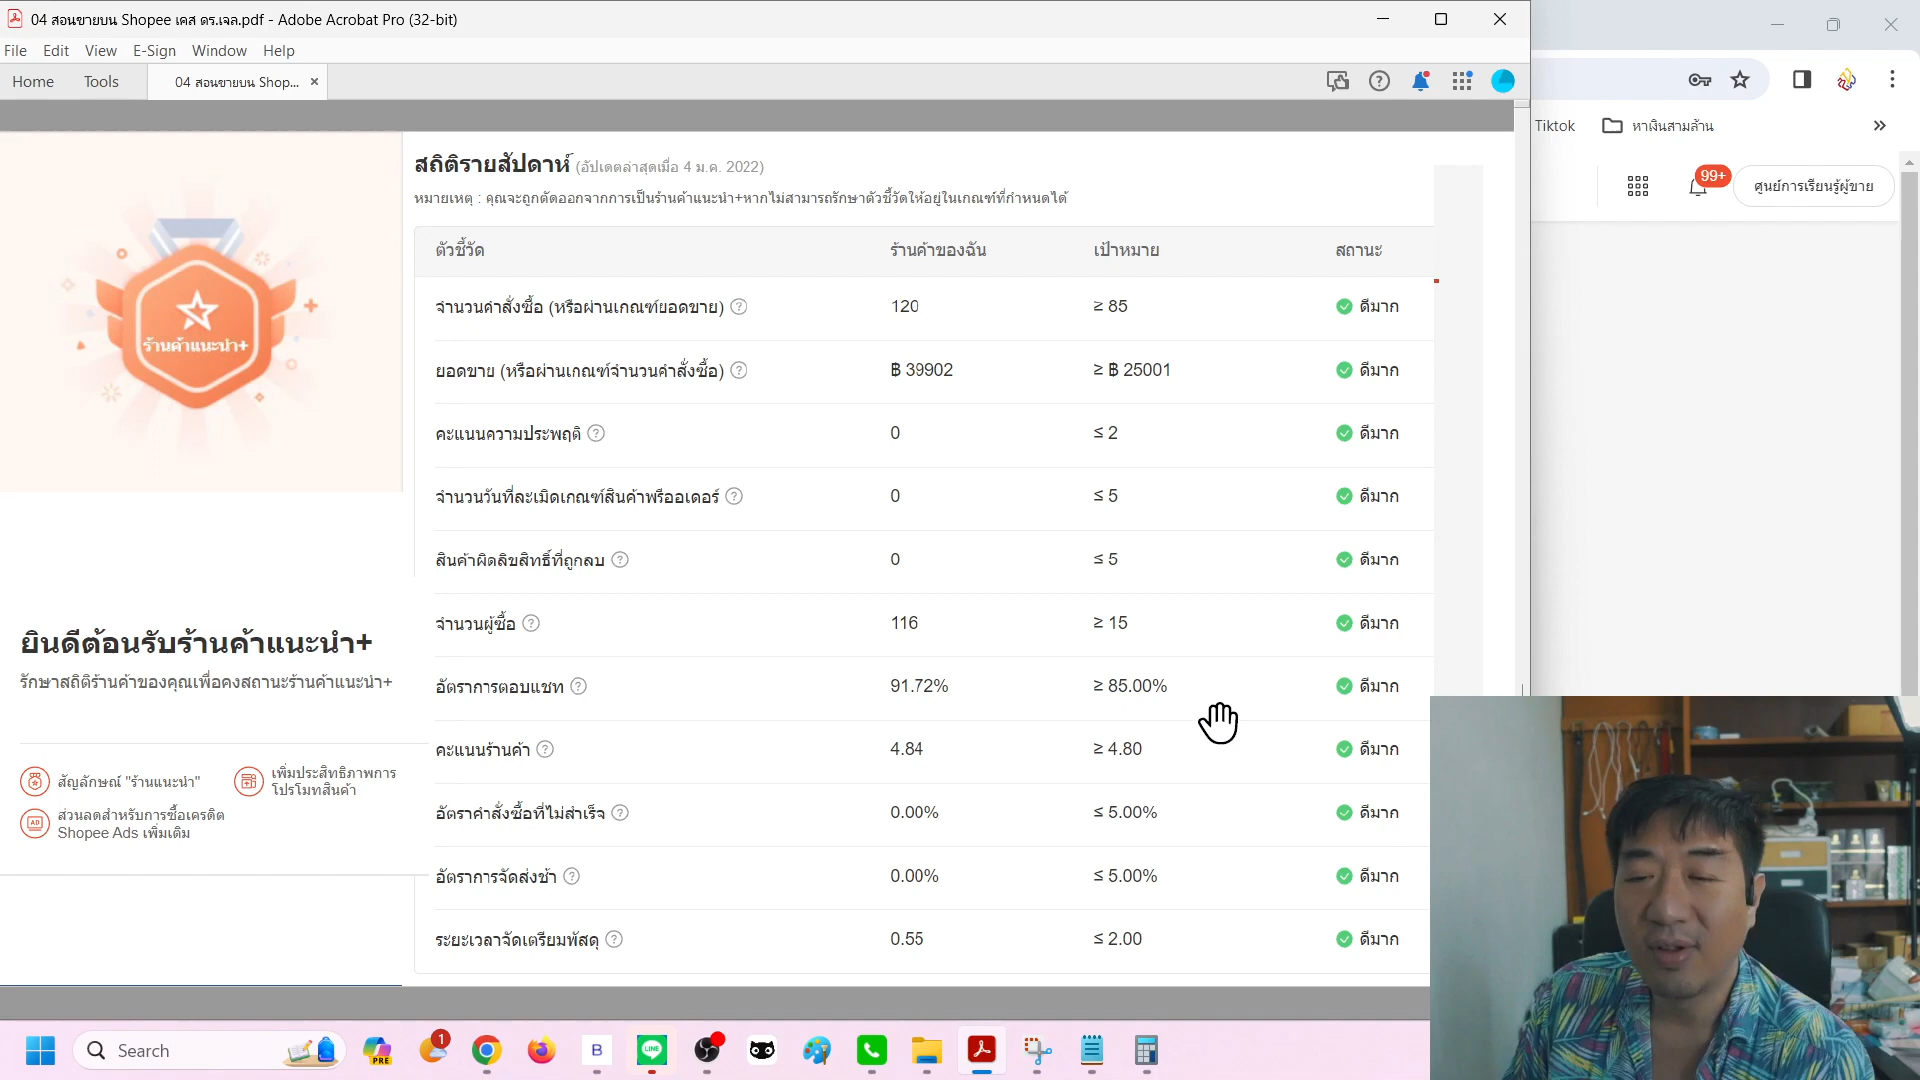 04 สอนขายบน Shopee เคส ดร.เจล.pdf - Adobe Acrobat Pro (32-bit)
File Edit View E-Sign Window Help
Home Tools 04 สอนขายบน Shop... ×
Tiktok หาเงินสามล้าน »
99+
ศูนย์การเรียนรู้ผู้ขาย
สถิติรายสัปดาห์ (อัปเดตล่าสุดเมื่อ 4 ม.ค. 2022)
หมายเหตุ : คุณจะถูกตัดออกจากการเป็นร้านค้าแนะนำ+หากไม่สามารถรักษาตัวชี้วัดให้อยู่ในเกณฑ์ที่กำหนดได้
ตัวชี้วัด ร้านค้าของฉัน เป้าหมาย สถานะ
จำนวนคำสั่งซื้อ (หรือผ่านเกณฑ์ยอดขาย) ? 120 ≥ 85 ดีมาก
ยอดขาย (หรือผ่านเกณฑ์จำนวนคำสั่งซื้อ) ? ฿ 39902 ≥ ฿ 25001 ดีมาก
คะแนนความประพฤติ ? 0 ≤ 2 ดีมาก
จำนวนวันที่ละเมิดเกณฑ์สินค้าพรีออเดอร์ ? 0 ≤ 5 ดีมาก
สินค้าผิดลิขสิทธิ์ที่ถูกลบ ? 0 ≤ 5 ดีมาก
จำนวนผู้ซื้อ ? 116 ≥ 15 ดีมาก
อัตราการตอบแชท ? 91.72% ≥ 85.00% ดีมาก
คะแนนร้านค้า ? 4.84 ≥ 4.80 ดีมาก
อัตราคำสั่งซื้อที่ไม่สำเร็จ ? 0.00% ≤ 5.00% ดีมาก
อัตราการจัดส่งช้า ? 0.00% ≤ 5.00% ดีมาก
ระยะเวลาจัดเตรียมพัสดุ ? 0.55 ≤ 2.00 ดีมาก
ร้านค้าแนะนำ+
ยินดีต้อนรับร้านค้าแนะนำ+
รักษาสถิติร้านค้าของคุณเพื่อคงสถานะร้านค้าแนะนำ+
สัญลักษณ์ "ร้านแนะนำ"
เพิ่มประสิทธิภาพการ
โปรโมทสินค้า
AD
ส่วนลดสำหรับการซื้อเครดิต
Shopee Ads เพิ่มเติม
Search
PRE
1
B
LINE